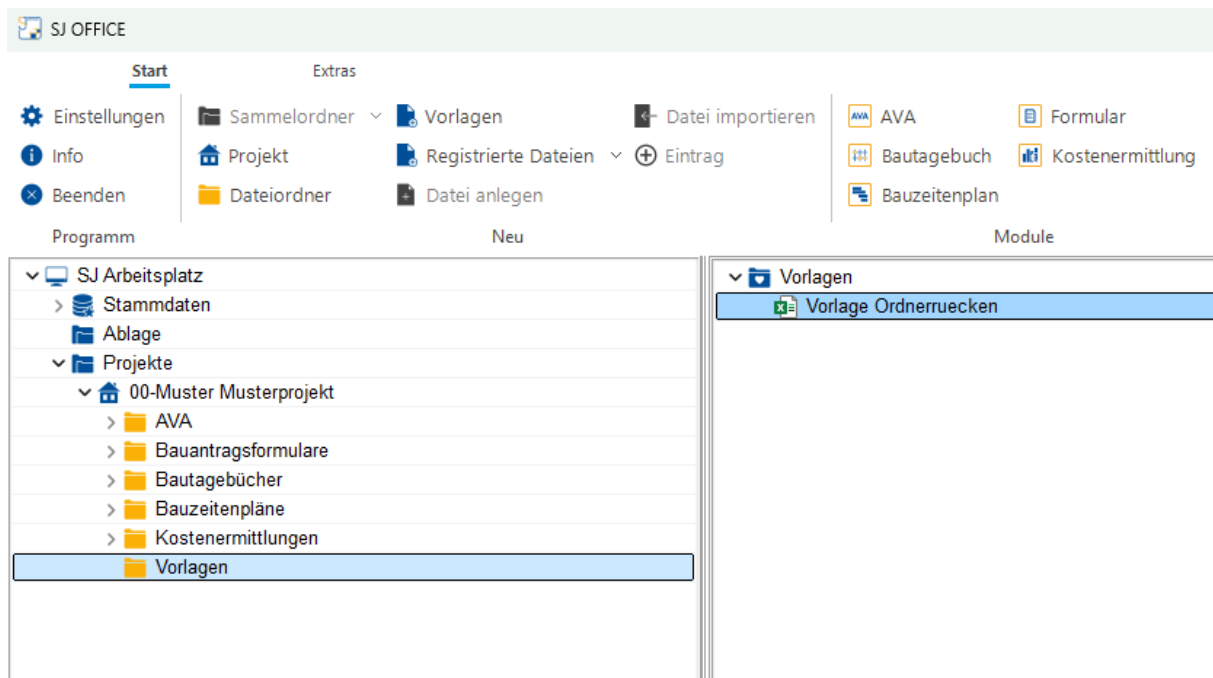 SJ OFFICE
Start Extras
Einstellungen Sammelordner Vorlagen Datei importieren AVA Formular
Info Projekt Registrierte Dateien Eintrag Bautagebuch Kostenermittlung
Beenden Dateiordner Datei anlegen Bauzeitenplan
Programm Neu Module
SJ Arbeitsplatz
Stammdaten
Ablage
Projekte
00-Muster Musterprojekt
AVA
Bauantragsformulare
Bautagebücher
Bauzeitenpläne
Kostenermittlungen
Vorlagen
Vorlagen
Vorlage Ordnerruecken